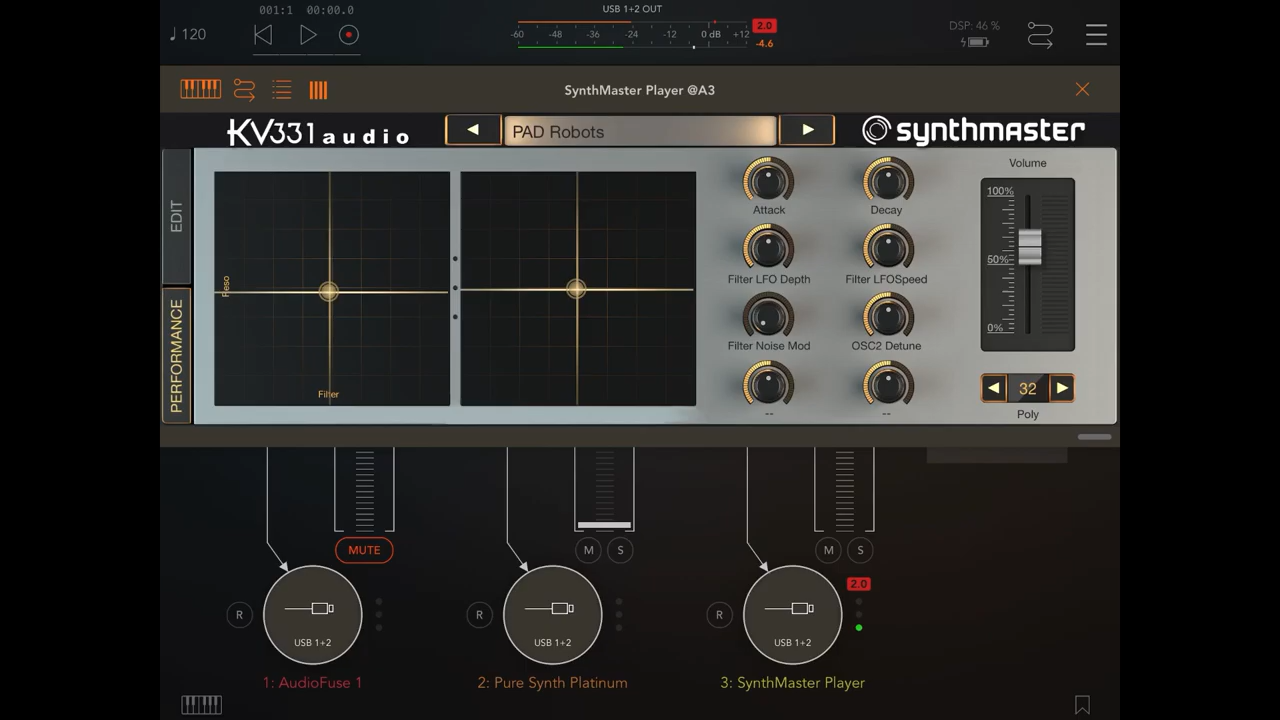 001:1 00:00.0
USB 1+2 OUT
♩ 120
-60 -48 -36 -24 -12 0 dB +12
2.0
-4.6
DSP: 46 %
SynthMaster Player @A3
KV331 audio
◄ PAD Robots ►
synthmaster
EDIT
PERFORMANCE
Reso
Filter
Attack
Decay
Filter LFO Depth
Filter LFOSpeed
Filter Noise Mod
OSC2 Detune
--
--
Volume
100%
50%
0%
◄ 32 ►
Poly
MUTE
M S
M S
2.0
R
USB 1+2
R
USB 1+2
R
USB 1+2
1: AudioFuse 1
2: Pure Synth Platinum
3: SynthMaster Player